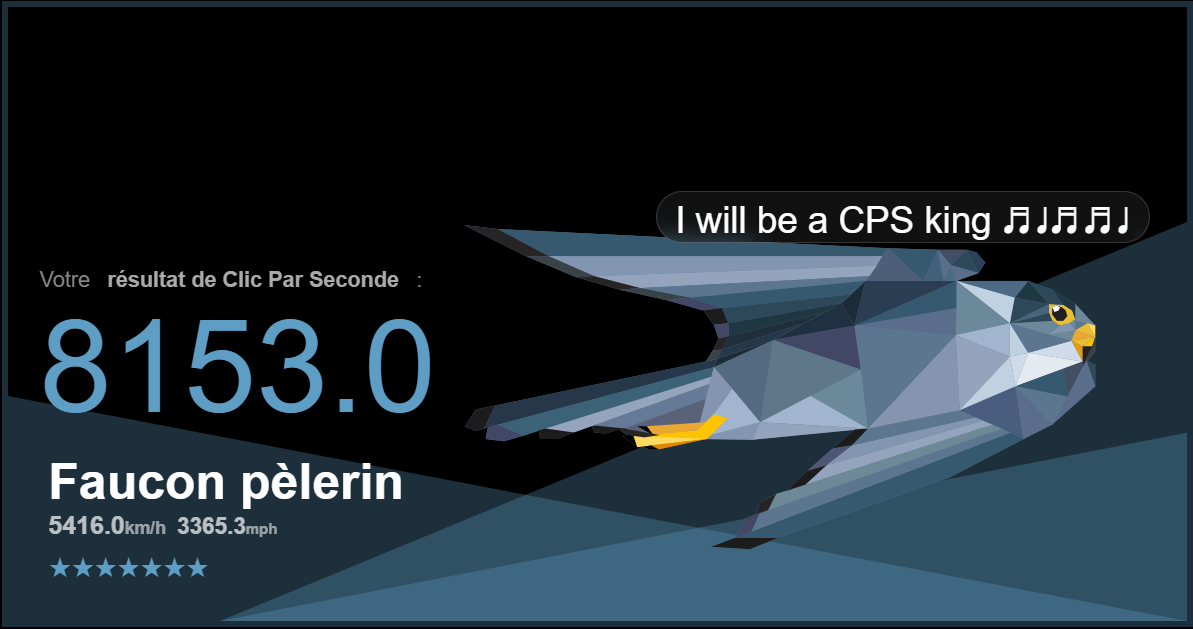 I will be a CPS king ♬♩♬♬♩
Votre résultat de Clic Par Seconde :
8153.0
Faucon pèlerin
5416.0km/h 3365.3mph
★★★★★★★